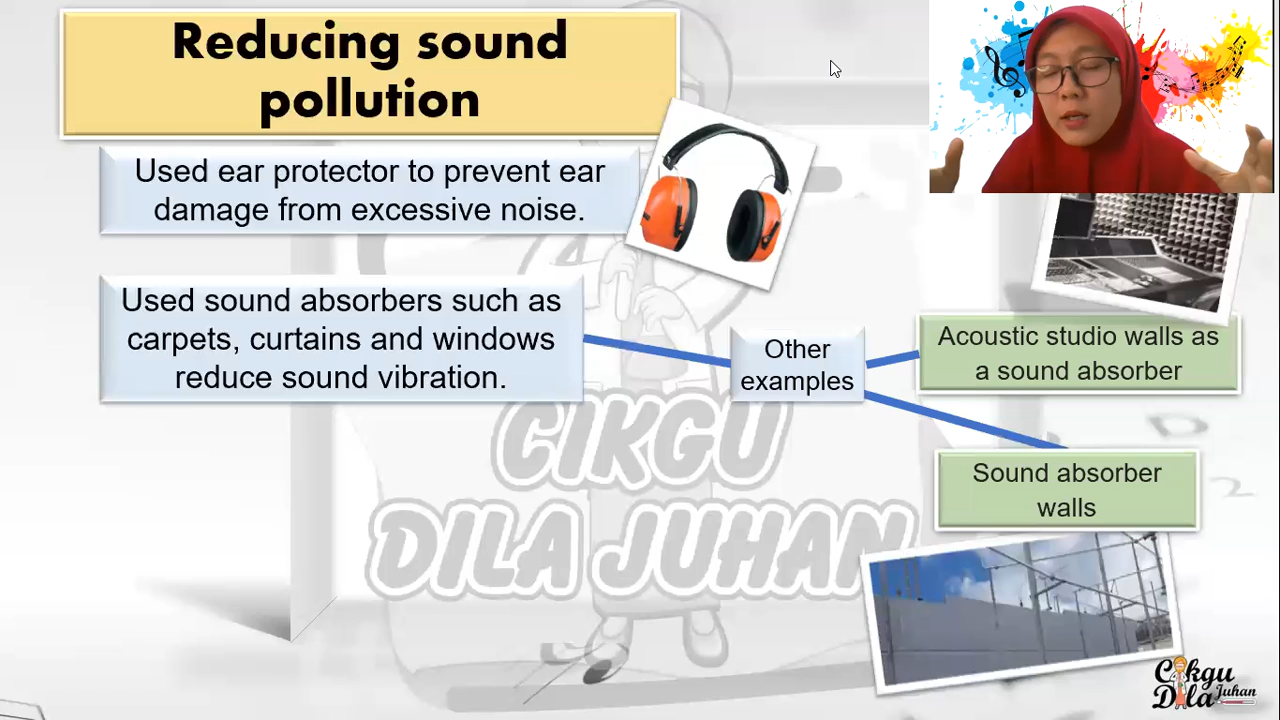 Reducing sound
pollution
Used ear protector to prevent ear
damage from excessive noise.
Used sound absorbers such as
carpets, curtains and windows
reduce sound vibration.
Other
examples
Acoustic studio walls as
a sound absorber
Sound absorber
walls
CIKGU
DILA JUHAN
Cikgu
Dila Juhan